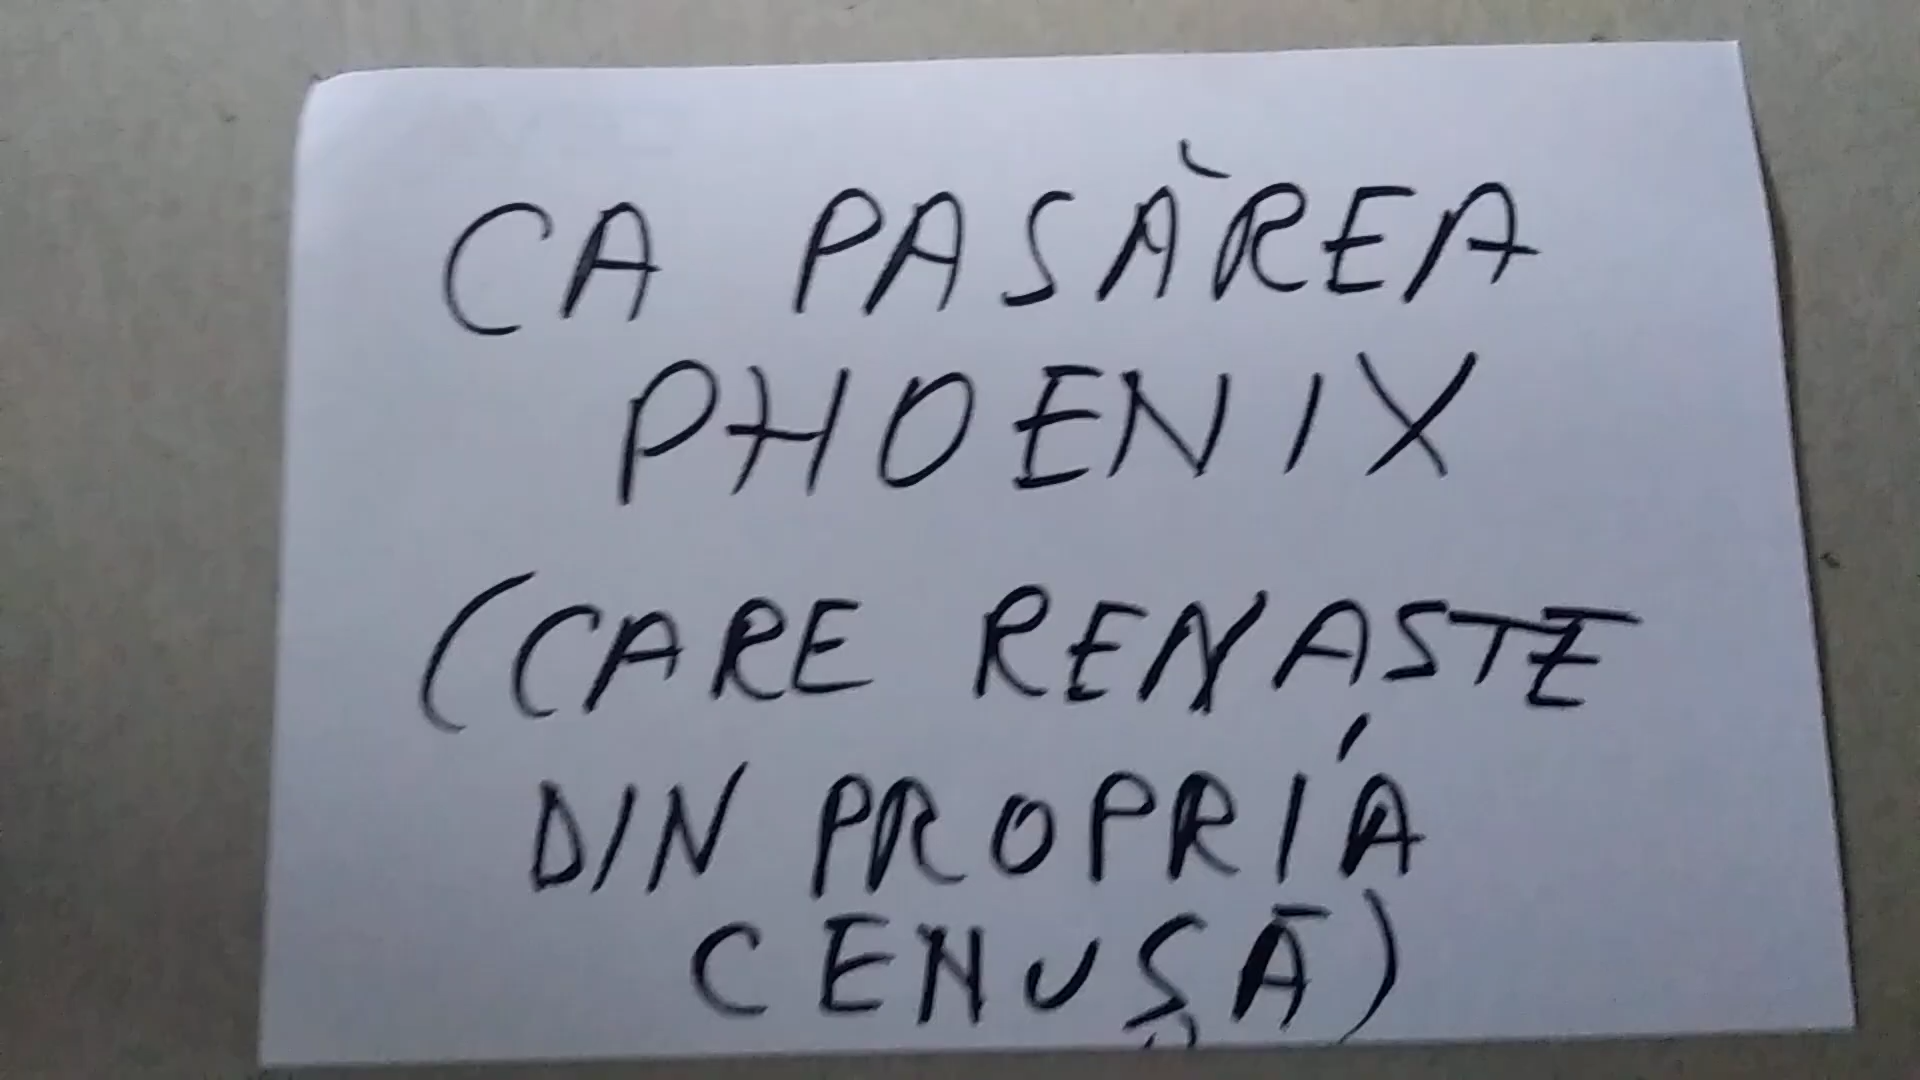 CA PASĂREA
PHOENIX
(CARE RENAȘTE
DIN PROPRIA
CENUȘĂ)